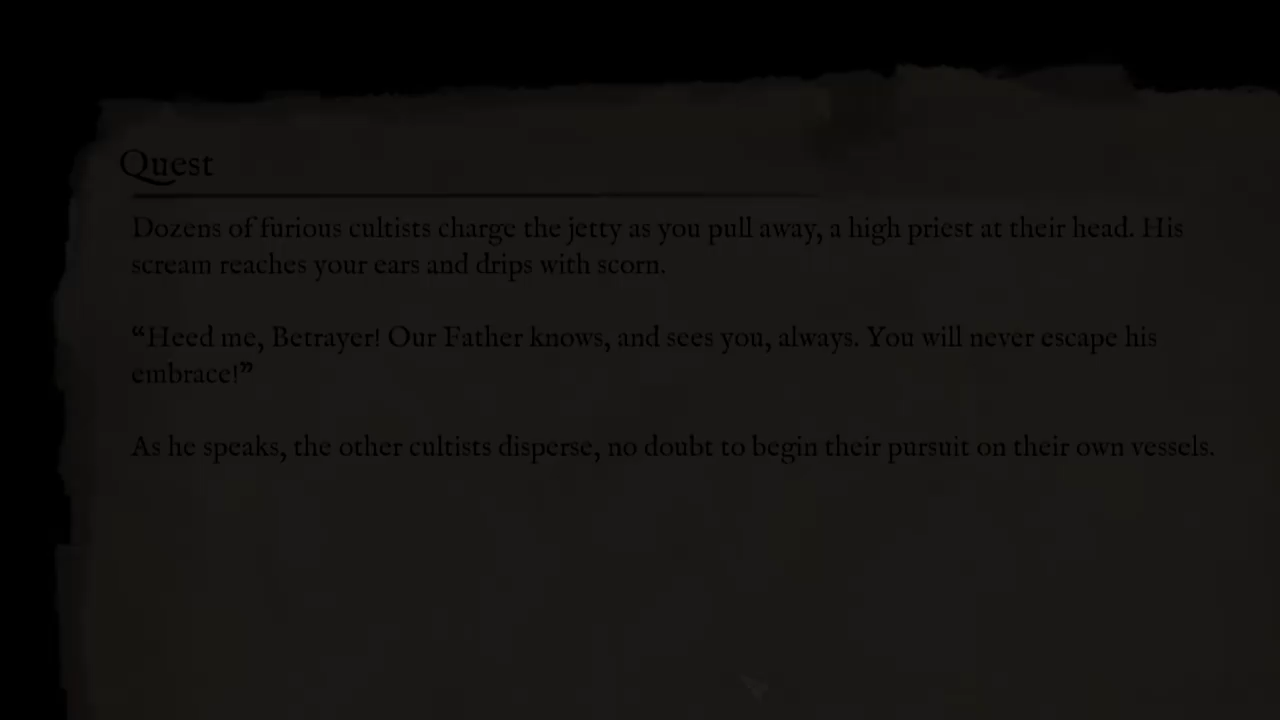 Quest
Dozens of furious cultists charge the jetty as you pull away, a high priest at their head. His
scream reaches your ears and drips with scorn.
“Heed me, Betrayer! Our Father knows, and sees you, always. You will never escape his
embrace!”
As he speaks, the other cultists disperse, no doubt to begin their pursuit on their own vessels.